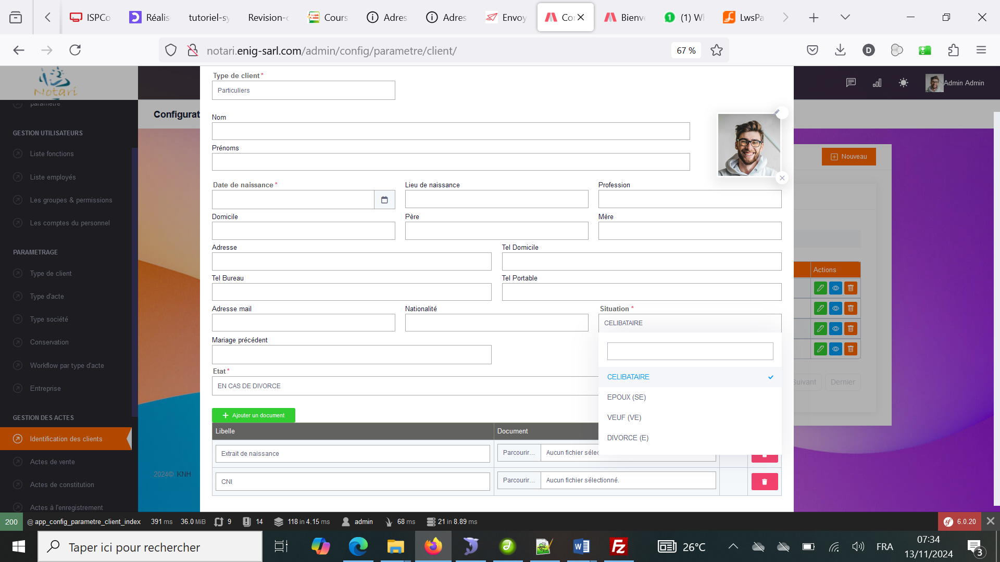 ISPCo
Réalis
tutoriel-sy
Revision-c
Cours
Adres
Adres
Envoy
Co
Bienv
(1) Wh
LwsPa
notari.enig-sarl.com/admin/config/parametre/client/
67 %
D
Notari
Admin Admin
parametre
Configurat
GESTION UTILISATEURS
Liste fonctions
Liste employés
Les groupes & permissions
Les comptes du personnel
PARAMETRAGE
Type de client
Type d'acte
Type société
Conservation
Workflow par type d'acte
Entreprise
GESTION DES ACTES
Identification des clients
Actes de vente
Actes de constitution
Actes à l'enregistrement
2024© KNH
Type de client *
Particuliers
Nom
Prénoms
Date de naissance *
Lieu de naissance
Profession
Domicile
Père
Mère
Adresse
Tel Domicile
Tel Bureau
Tel Portable
Adresse mail
Nationalité
Situation *
CELIBATAIRE
Mariage précédent
CELIBATAIRE
EPOUX (SE)
VEUF (VE)
DIVORCE (E)
Etat *
EN CAS DE DIVORCE
Ajouter un document
Libelle
Document
Extrait de naissance
Parcourir...
Aucun fichier sélec
CNI
Parcourir...
Aucun fichier sélectionné.
Nouveau
Actions
Suivant
Dernier
200 @ app_config_parametre_client_index 391 ms 36.0 MiB 9 14 118 in 4.15 ms admin 68 ms 21 in 8.89 ms 6.0.20
Taper ici pour rechercher
26°C
FRA
07:34
13/11/2024
3